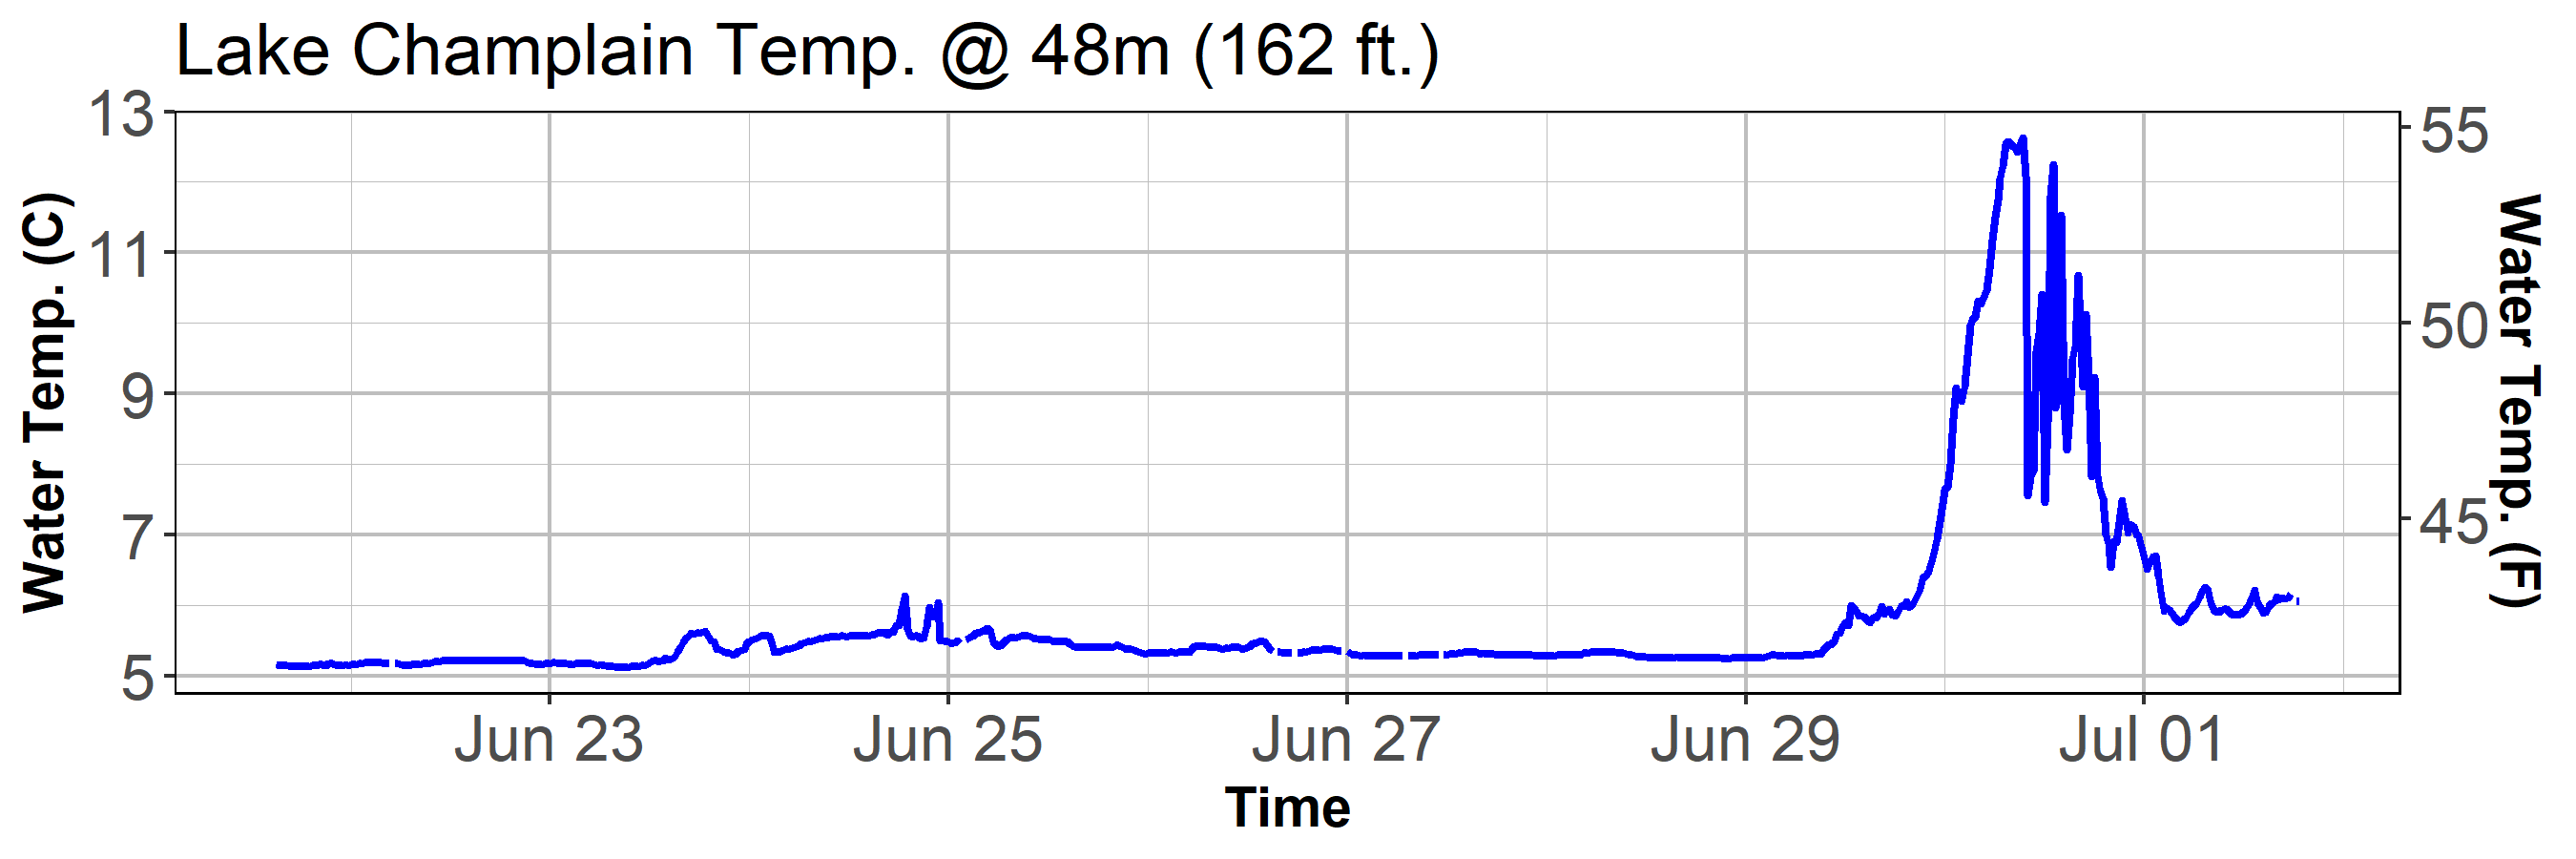 Lake Champlain Temp. @ 48m (162 ft.)
13
11
9
7
5
Water Temp. (C)
55
50
45
Water Temp. (F)
Jun 23 Jun 25 Jun 27 Jun 29 Jul 01
Time